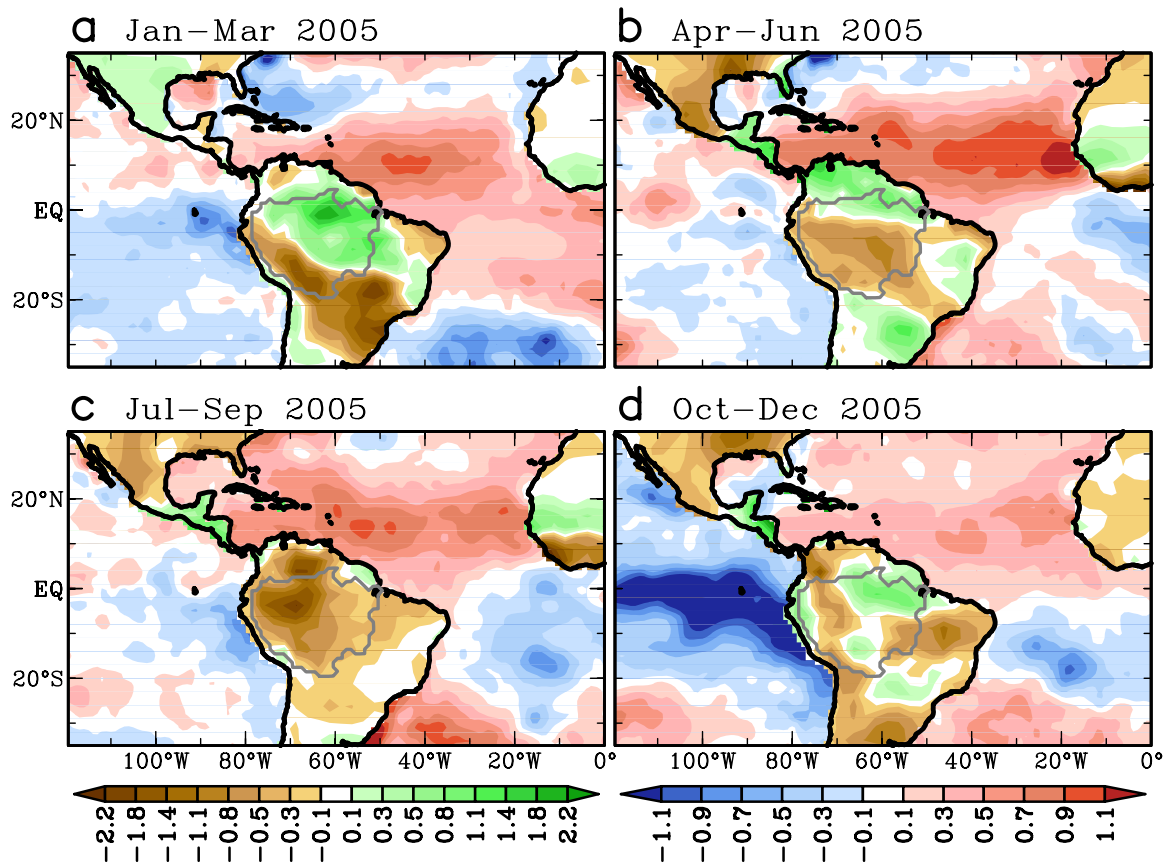 a Jan−Mar 2005
b Apr−Jun 2005
20°N
EQ
20°S
c Jul−Sep 2005
d Oct−Dec 2005
20°N
EQ
20°S
100°W 80°W 60°W 40°W 20°W 0°
100°W 80°W 60°W 40°W 20°W 0°
−2.2 −1.8 −1.4 −1.1 −0.8 −0.5 −0.3 −0.1 0.1 0.3 0.5 0.8 1.1 1.4 1.8 2.2
−1.1 −0.9 −0.7 −0.5 −0.3 −0.1 0.1 0.3 0.5 0.7 0.9 1.1